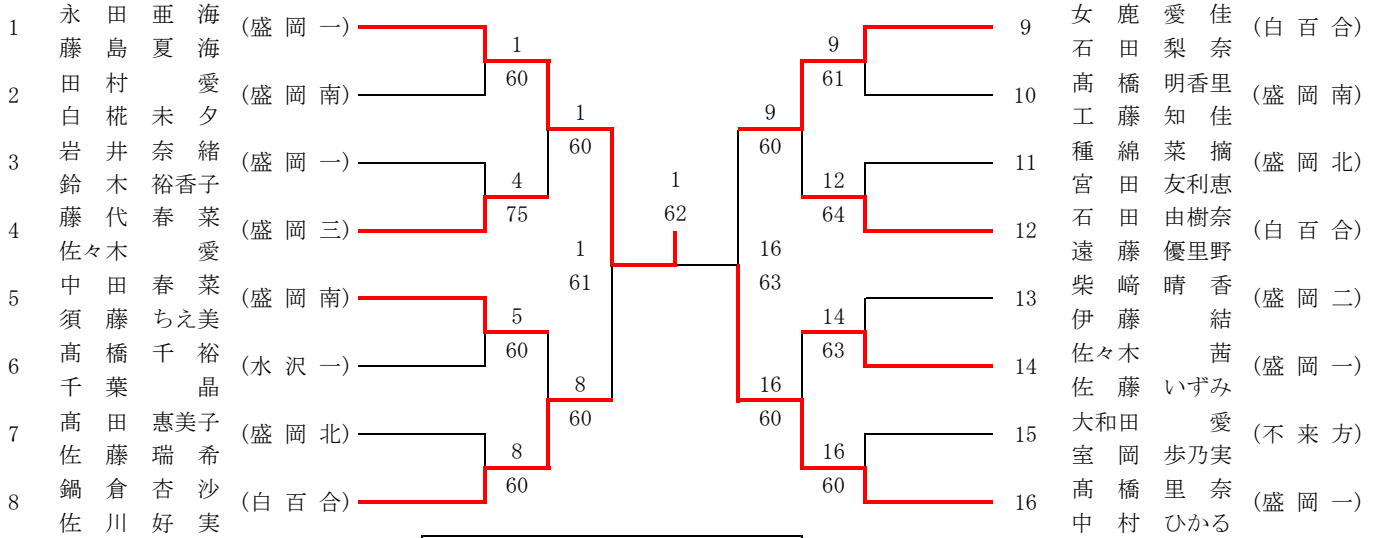 1 永田亜海 (盛岡一)
藤島夏海
2 田村愛 (盛岡南)
白椛未夕
3 岩井奈緒 (盛岡一)
鈴木裕香子
4 藤代春菜 (盛岡三)
佐々木愛
5 中田春菜 (盛岡南)
須藤ちえ美
6 髙橋千裕 (水沢一)
千葉晶
7 髙田惠美子 (盛岡北)
佐藤瑞希
8 鍋倉杏沙 (白百合)
佐川好実
1
60
4
75
5
60
8
60
1
60
8
60
1
61
1
62
16
63
9
60
16
60
9
61
12
64
14
63
16
60
9 女鹿愛佳 (白百合)
石田梨奈
10 髙橋明香里 (盛岡南)
工藤知佳
11 種綿菜摘 (盛岡北)
宮田友利恵
12 石田由樹奈 (白百合)
遠藤優里野
13 柴﨑晴香 (盛岡二)
伊藤結
14 佐々木茜 (盛岡一)
佐藤いずみ
15 大和田愛 (不来方)
室岡歩乃実
16 髙橋里奈 (盛岡一)
中村ひかる